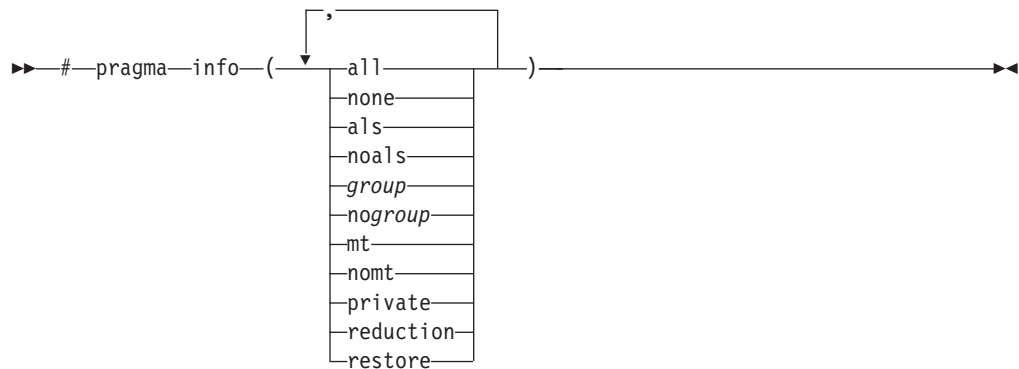 ,
# pragma info ( all )
none
als
noals
group
nogroup
mt
nomt
private
reduction
restore